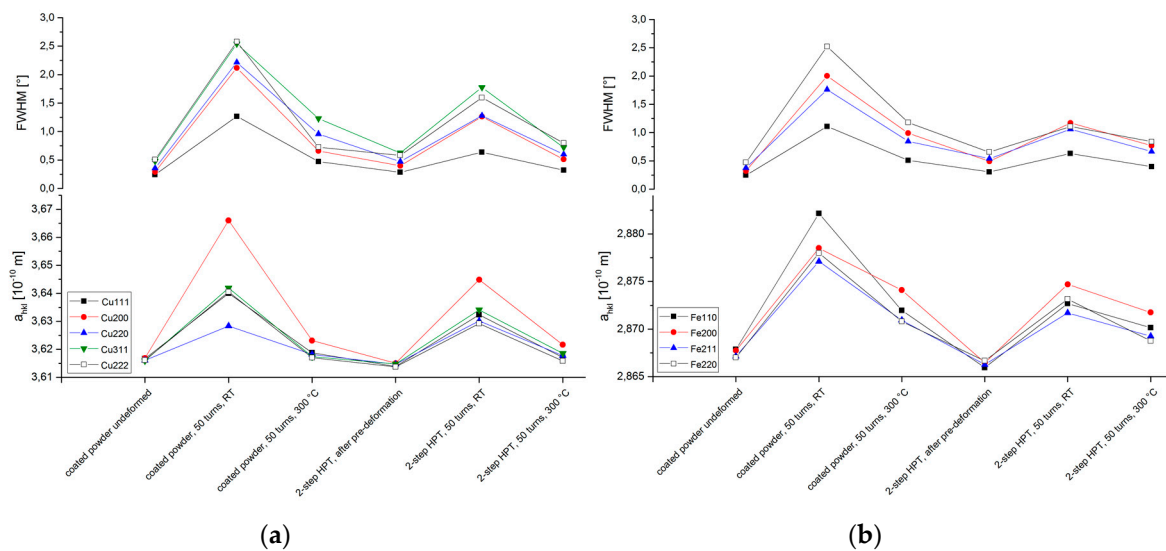 3,0
2,5
2,0
1,5
1,0
0,5
0,0
FWHM [°]
3,67
3,66
3,65
3,64
3,63
3,62
3,61
a_hkl [10^-10 m]
Cu111
Cu200
Cu220
Cu311
Cu222
coated powder undeformed
coated powder, 50 turns, RT
coated powder, 50 turns, 300 °C
2-step HPT, after pre-deformation
2-step HPT, 50 turns, RT
2-step HPT, 50 turns, 300 °C
(a)
3,0
2,5
2,0
1,5
1,0
0,5
0,0
FWHM [°]
2,880
2,875
2,870
2,865
a_hkl [10^-10 m]
Fe110
Fe200
Fe211
Fe220
coated powder undeformed
coated powder, 50 turns, RT
coated powder, 50 turns, 300 °C
2-step HPT, after pre-deformation
2-step HPT, 50 turns, RT
2-step HPT, 50 turns, 300 °C
(b)